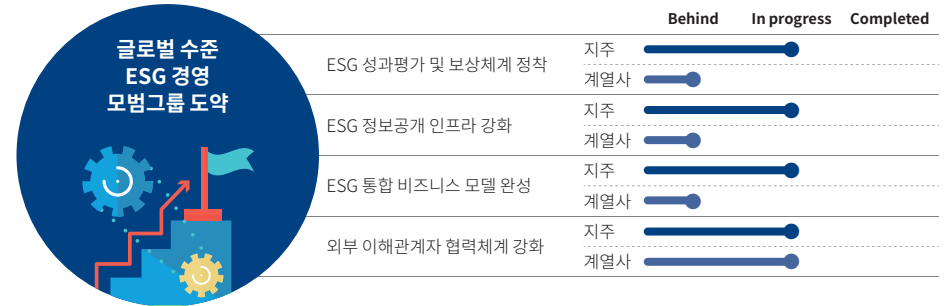 글로벌 수준
ESG 경영
모범그룹 도약
Behind In progress Completed
ESG 성과평가 및 보상체계 정착
지주
계열사
ESG 정보공개 인프라 강화
지주
계열사
ESG 통합 비즈니스 모델 완성
지주
계열사
외부 이해관계자 협력체계 강화
지주
계열사